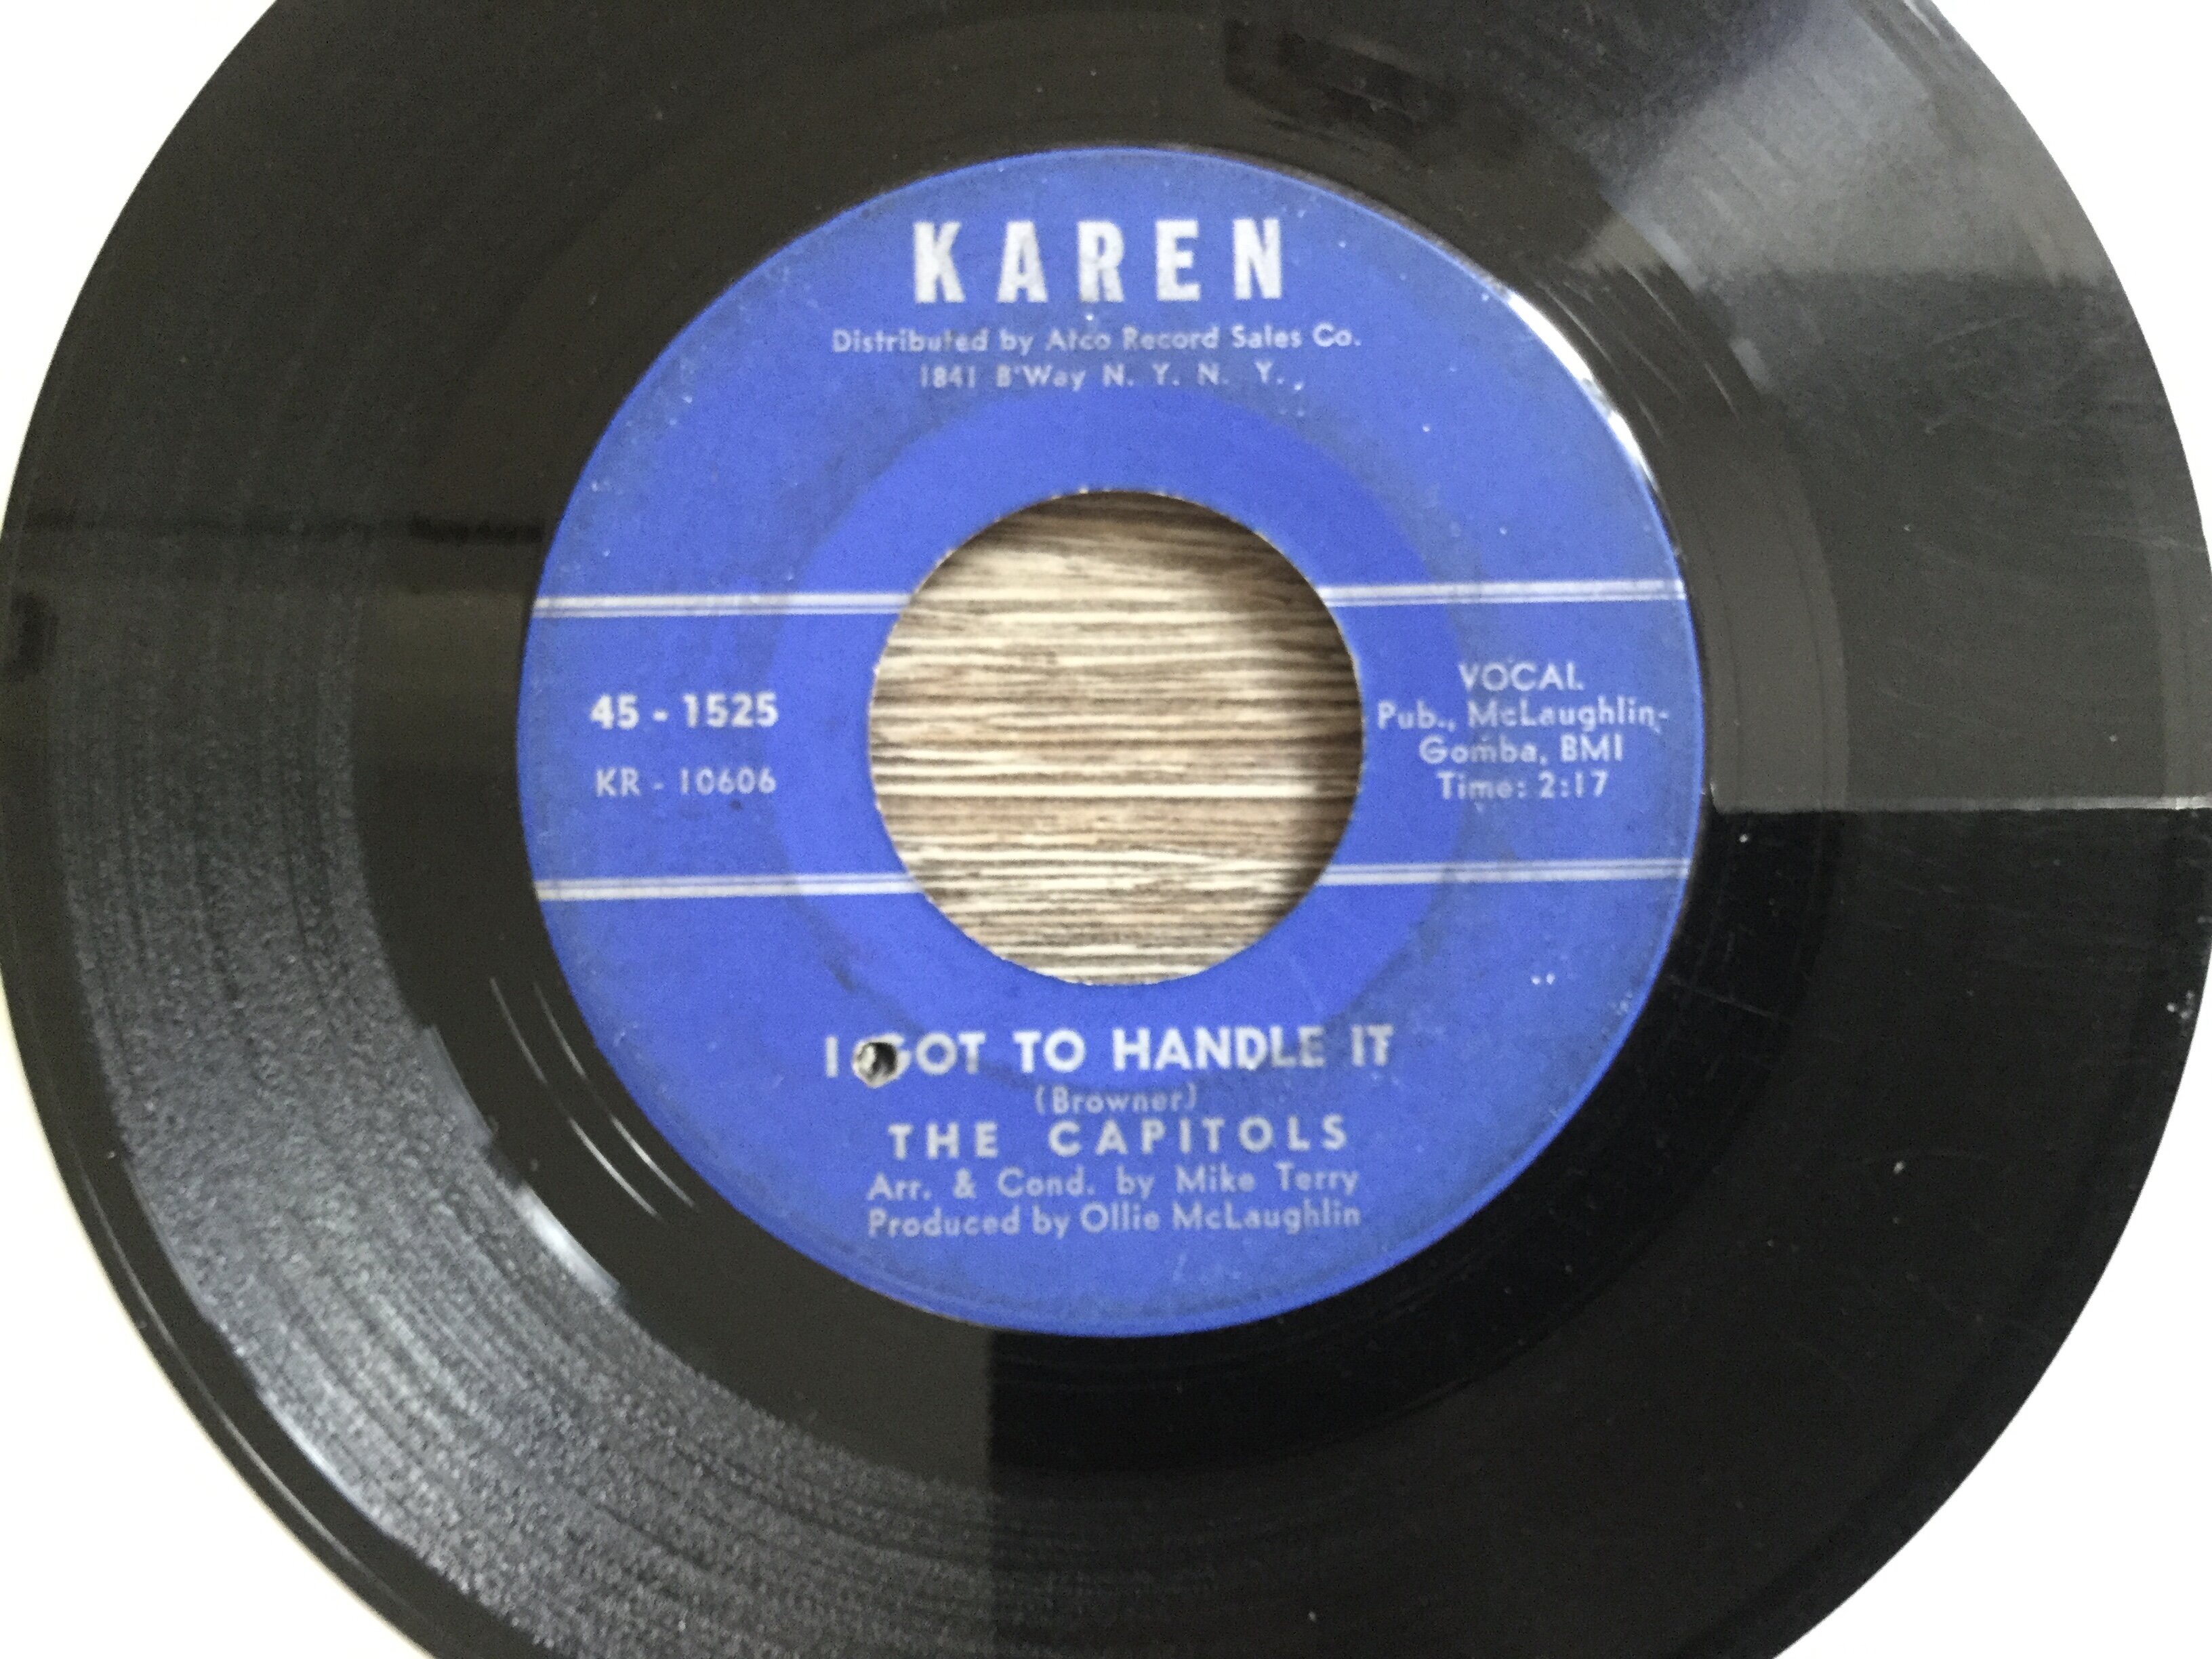 KAREN
Distributed by Atco Record Sales Co.
1841 B'Way N. Y. N. Y.
45 - 1525
KR - 10606
VOCAL
Pub., McLaughlin-
Gomba, BMI
Time: 2:17
I GOT TO HANDLE IT
(Browner)
THE CAPITOLS
Arr. & Cond. by Mike Terry
Produced by Ollie McLaughlin